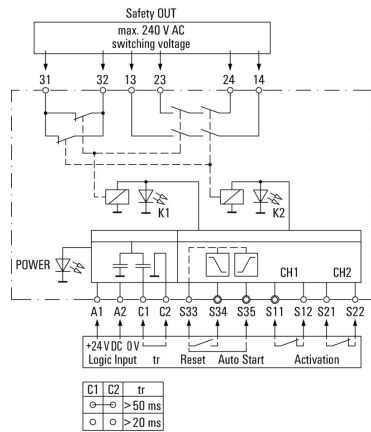 Safety OUT
max. 240 V AC
switching voltage
31 32 13 23 24 14
K1 K2
POWER
CH1 CH2
A1 A2 C1 C2 S33 S34 S35 S11 S12 S21 S22
+24 V DC 0 V
Logic Input tr Reset Auto Start Activation
C1 C2 tr
> 50 ms
> 20 ms